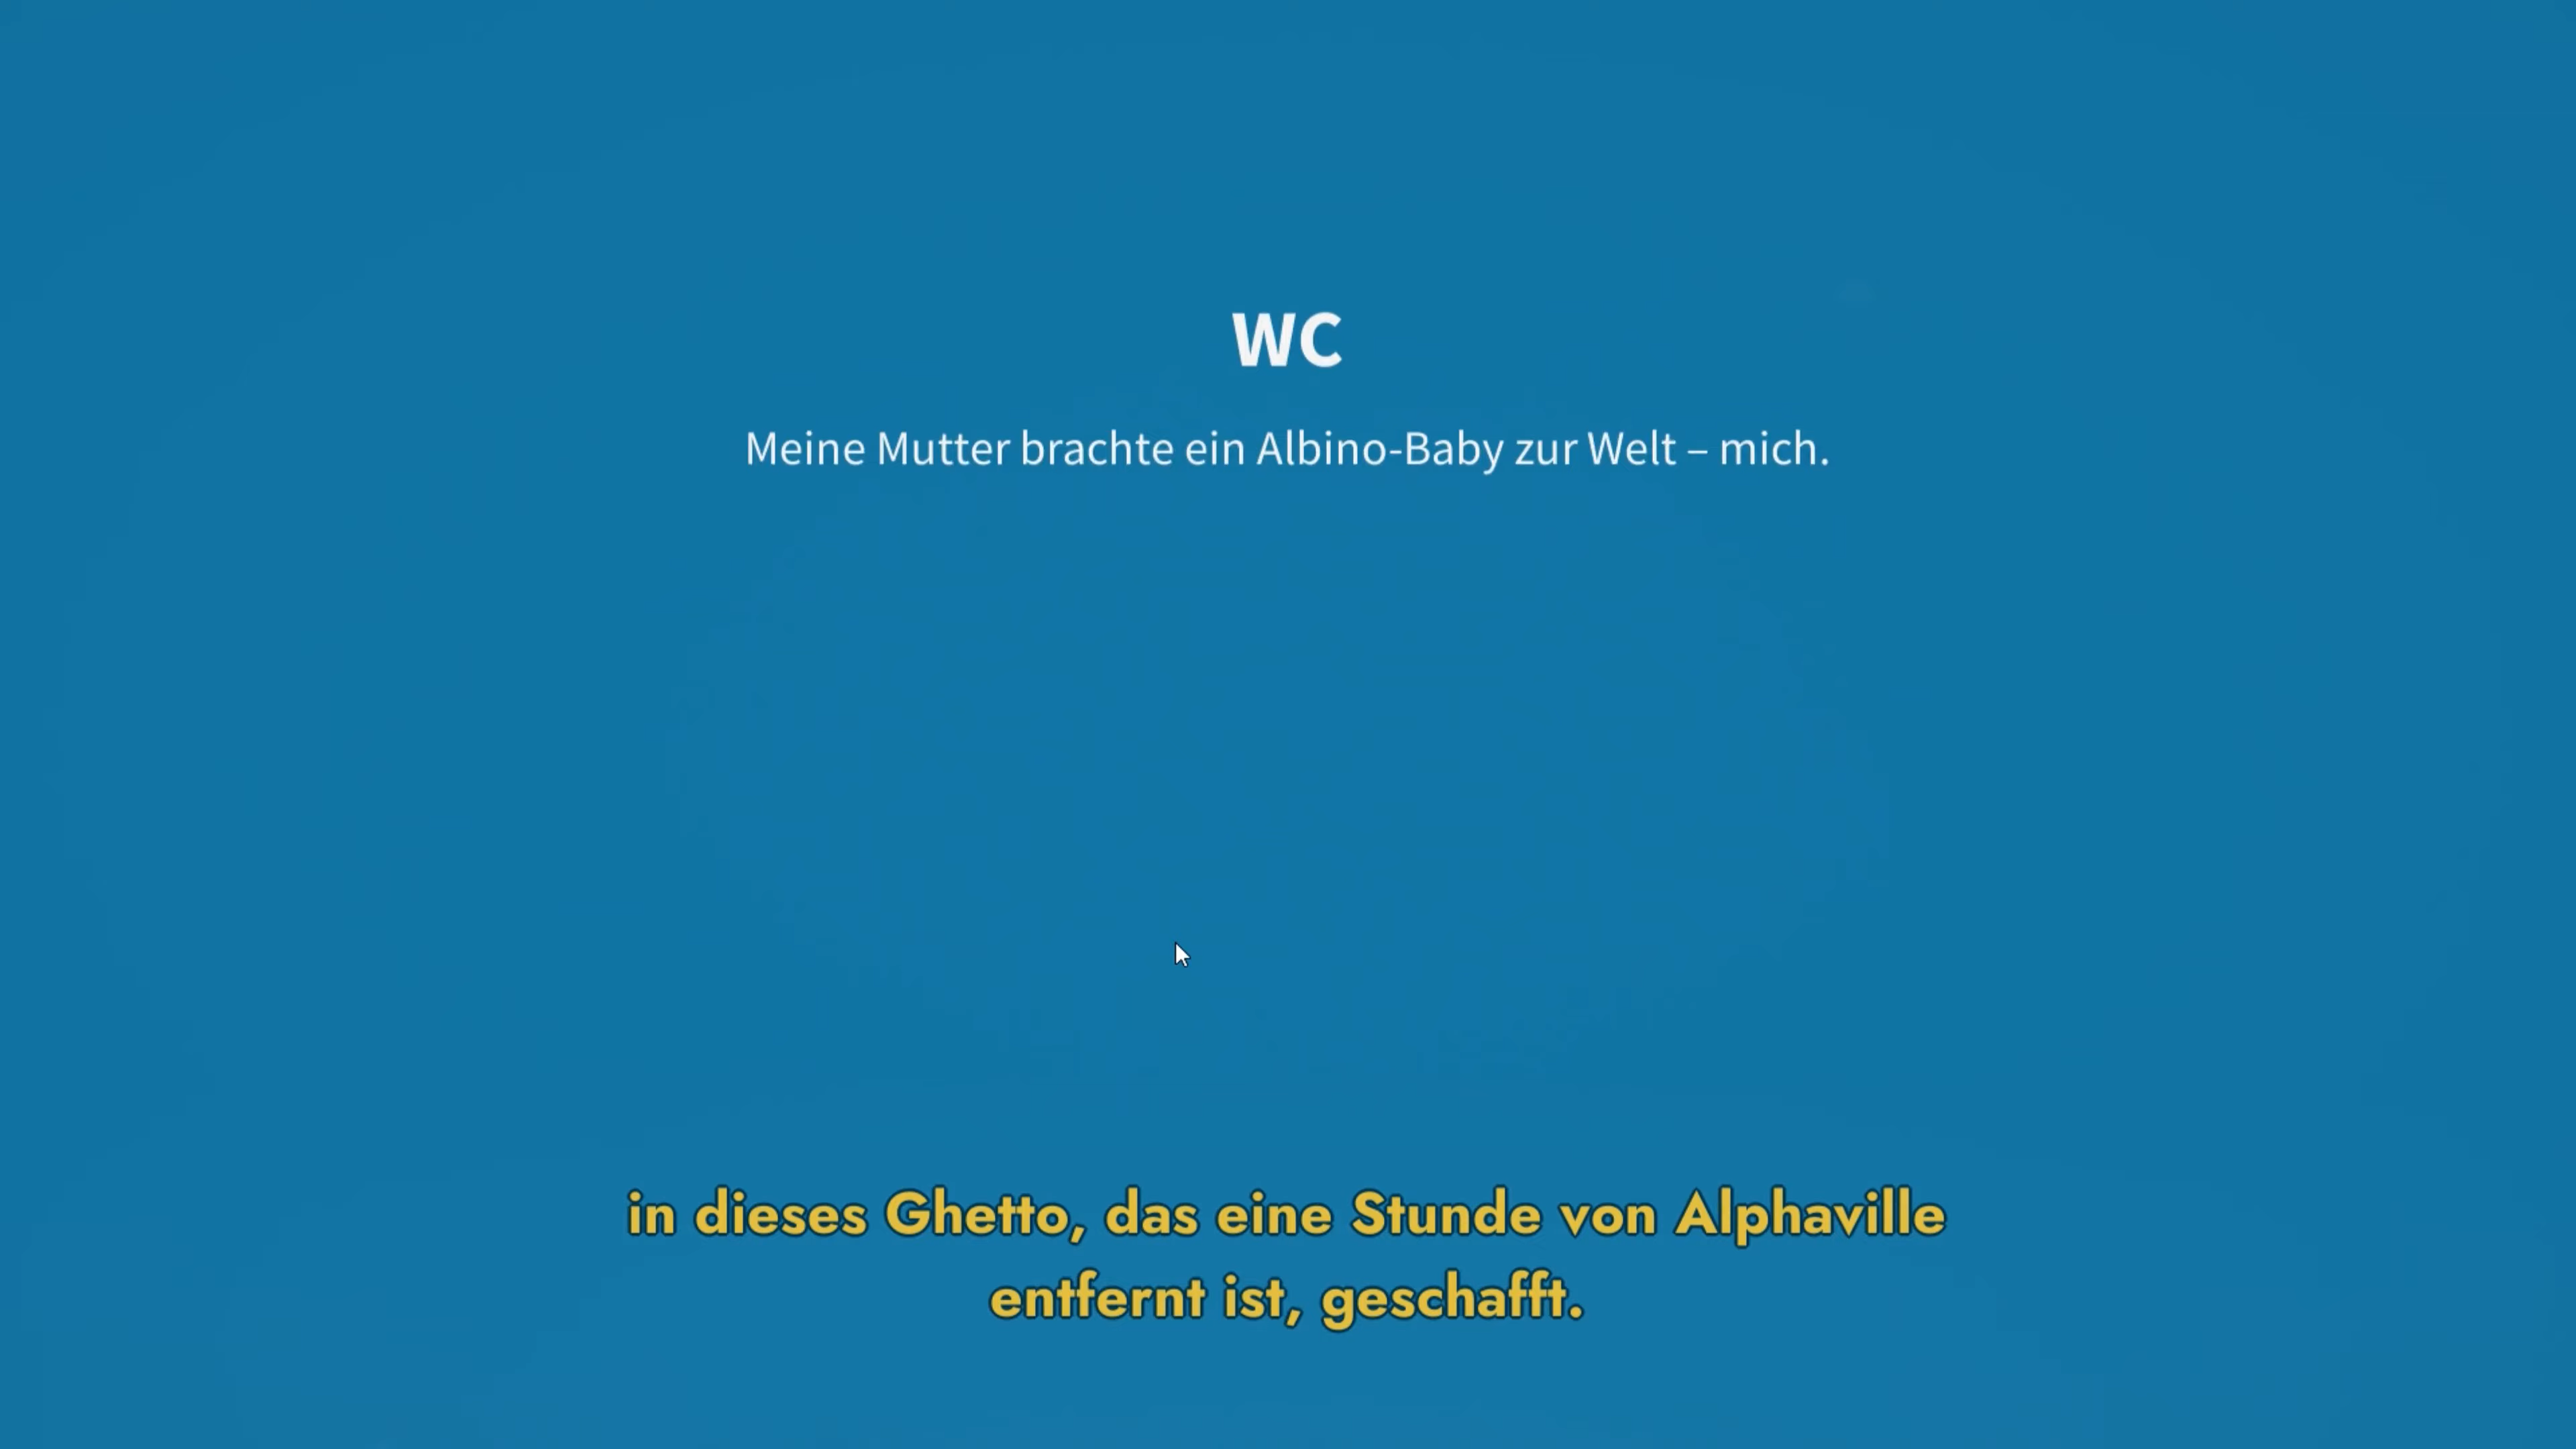 WC
Meine Mutter brachte ein Albino-Baby zur Welt – mich.
in dieses Ghetto, das eine Stunde von Alphaville
entfernt ist, geschafft.